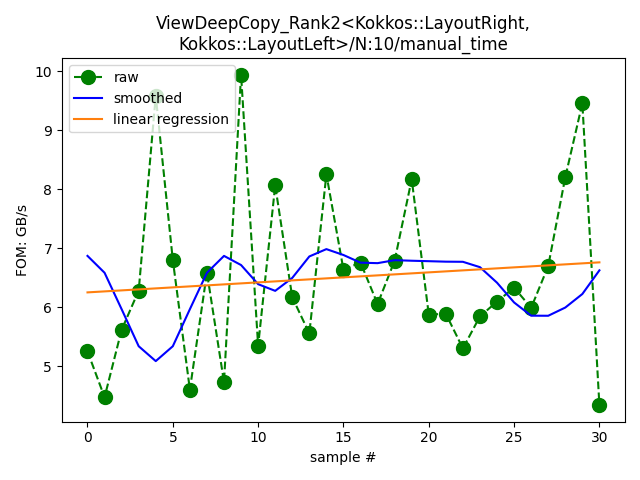 ViewDeepCopy_Rank2<Kokkos::LayoutRight,
Kokkos::LayoutLeft>/N:10/manual_time
raw
smoothed
linear regression
FOM: GB/s
10
9
8
7
6
5
0 5 10 15 20 25 30
sample #